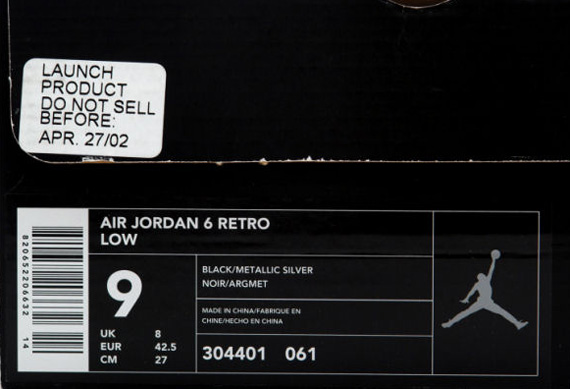 LAUNCH
PRODUCT
DO NOT SELL
BEFORE:
APR. 27/02
AIR JORDAN 6 RETRO
LOW
9
UK 8
EUR 42.5
CM 27
BLACK/METALLIC SILVER
NOIR/ARGMET
MADE IN CHINA/FABRIQUE EN
CHINE/HECHO EN CHINA
304401 061
820652206632
14